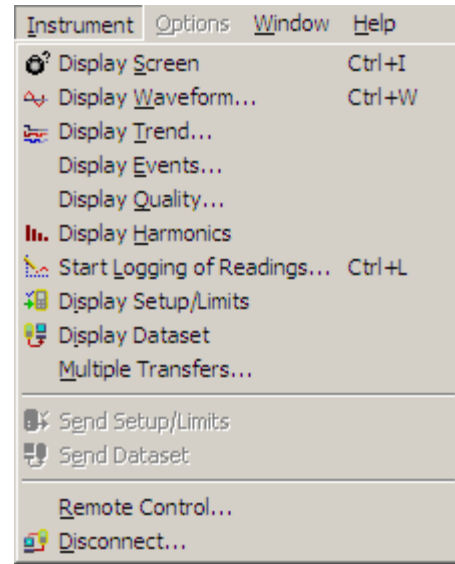 Instrument Options Window Help
Display Screen Ctrl+I
Display Waveform... Ctrl+W
Display Trend...
Display Events...
Display Quality...
Display Harmonics
Start Logging of Readings... Ctrl+L
Display Setup/Limits
Display Dataset
Multiple Transfers...
Send Setup/Limits
Send Dataset
Remote Control...
Disconnect...